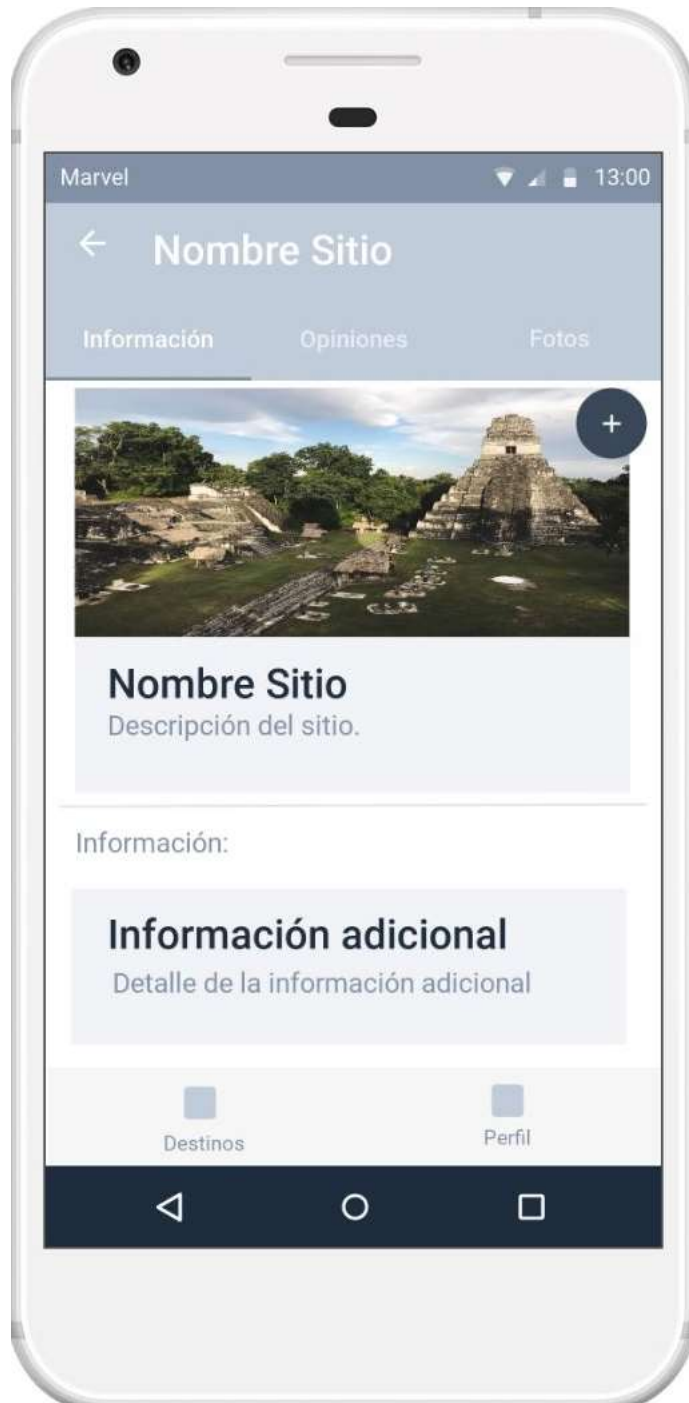 Marvel 13:00
Nombre Sitio
Información Opiniones Fotos
+
Nombre Sitio
Descripción del sitio.
Información:
Información adicional
Detalle de la información adicional
Destinos Perfil